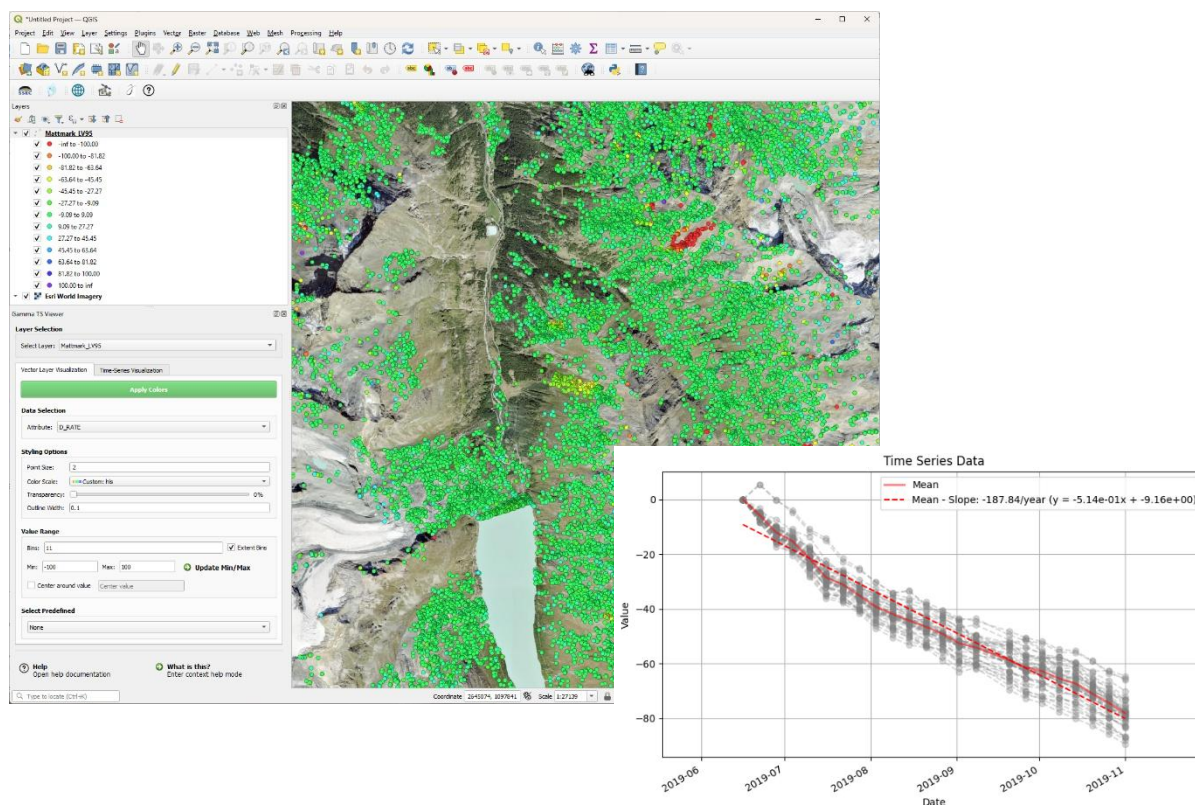 *Untitled Project — QGIS
Project Edit View Layer Settings Plugins Vector Raster Database Web Mesh Processing Help
Layers
Mattmark_LV95
-inf to -100.00
-100.00 to -81.82
-81.82 to -63.64
-63.64 to -45.45
-45.45 to -27.27
-27.27 to -9.09
-9.09 to 9.09
9.09 to 27.27
27.27 to 45.45
45.45 to 63.64
63.64 to 81.82
81.82 to 100.00
100.00 to inf
Esri World Imagery
Gamma TS Viewer
Layer Selection
Select Layer: Mattmark_LV95
Vector Layer Visualization Time-Series Visualization
Apply Colors
Data Selection
Attribute: D_RATE
Styling Options
Point Size: 2
Color Scale: Custom: His
Transparency: 0%
Outline Width: 0.1
Value Range
Bins: 11 Extent Bins
Min: -100 Max: 100 Update Min/Max
Center around value Center value
Select Predefined
None
Help What is this?
Open help documentation Enter context help mode
Type to locate (Ctrl+K) Coordinate 2645074, 1097841 Scale 1:27139
Time Series Data
Mean
Mean - Slope: -187.84/year (y = -5.14e-01x + -9.16e+00)
Value
0
−20
−40
−60
−80
2019-06 2019-07 2019-08 2019-09 2019-10 2019-11
Date